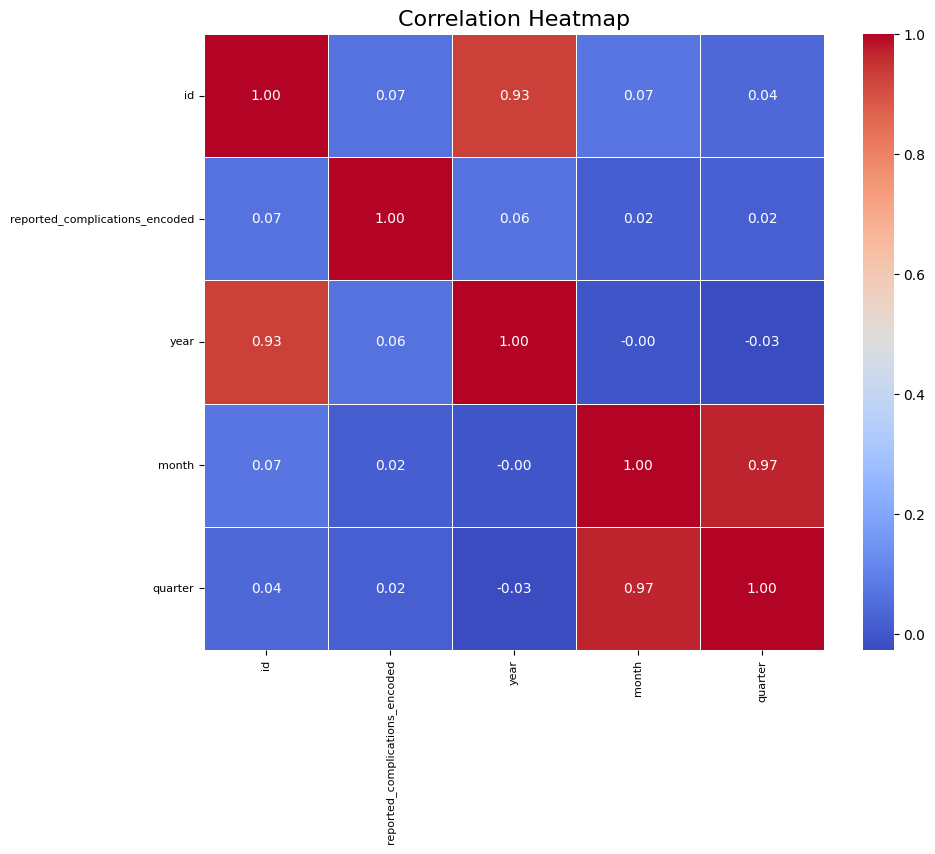 Correlation Heatmap
id 1.00 0.07 0.93 0.07 0.04
reported_complications_encoded 0.07 1.00 0.06 0.02 0.02
year 0.93 0.06 1.00 -0.00 -0.03
month 0.07 0.02 -0.00 1.00 0.97
quarter 0.04 0.02 -0.03 0.97 1.00
id reported_complications_encoded year month quarter
1.0
0.8
0.6
0.4
0.2
0.0